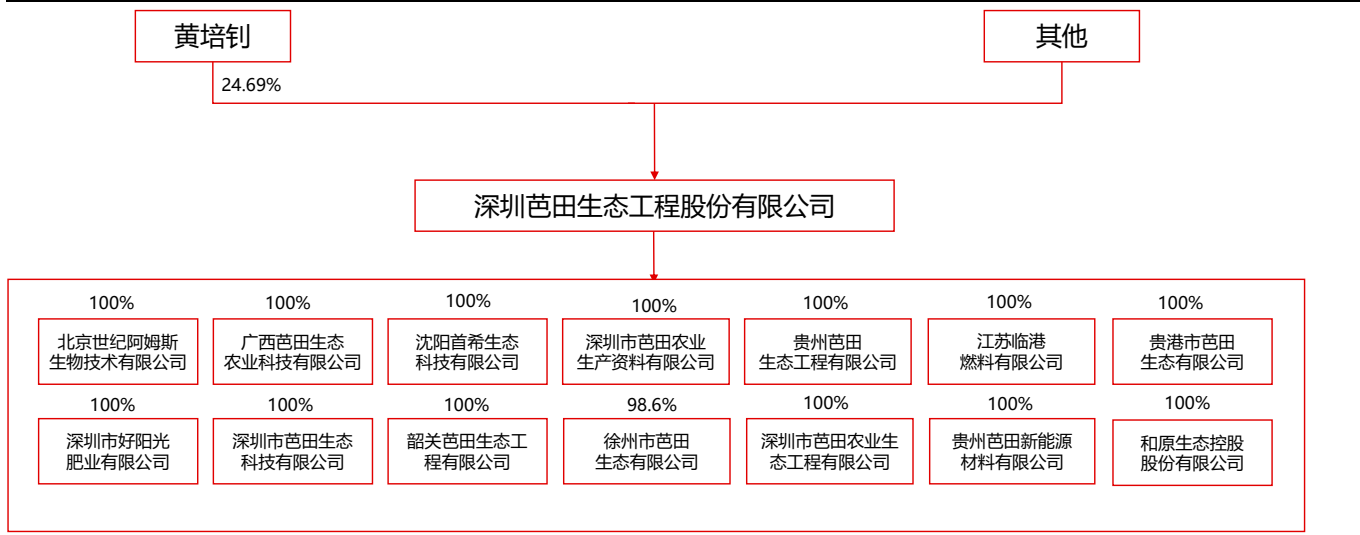 黄培钊
其他
24.69%
深圳芭田生态工程股份有限公司
100%
100%
100%
100%
100%
100%
100%
北京世纪阿姆斯
生物技术有限公司
广西芭田生态
农业科技有限公司
沈阳首希生态
科技有限公司
深圳市芭田农业
生产资料有限公司
贵州芭田
生态工程有限公司
江苏临港
燃料有限公司
贵港市芭田
生态有限公司
100%
100%
100%
98.6%
100%
100%
100%
深圳市好阳光
肥业有限公司
深圳市芭田生态
科技有限公司
韶关芭田生态工
程有限公司
徐州市芭田
生态有限公司
深圳市芭田农业生
态工程有限公司
贵州芭田新能源
材料有限公司
和原生态控股
股份有限公司